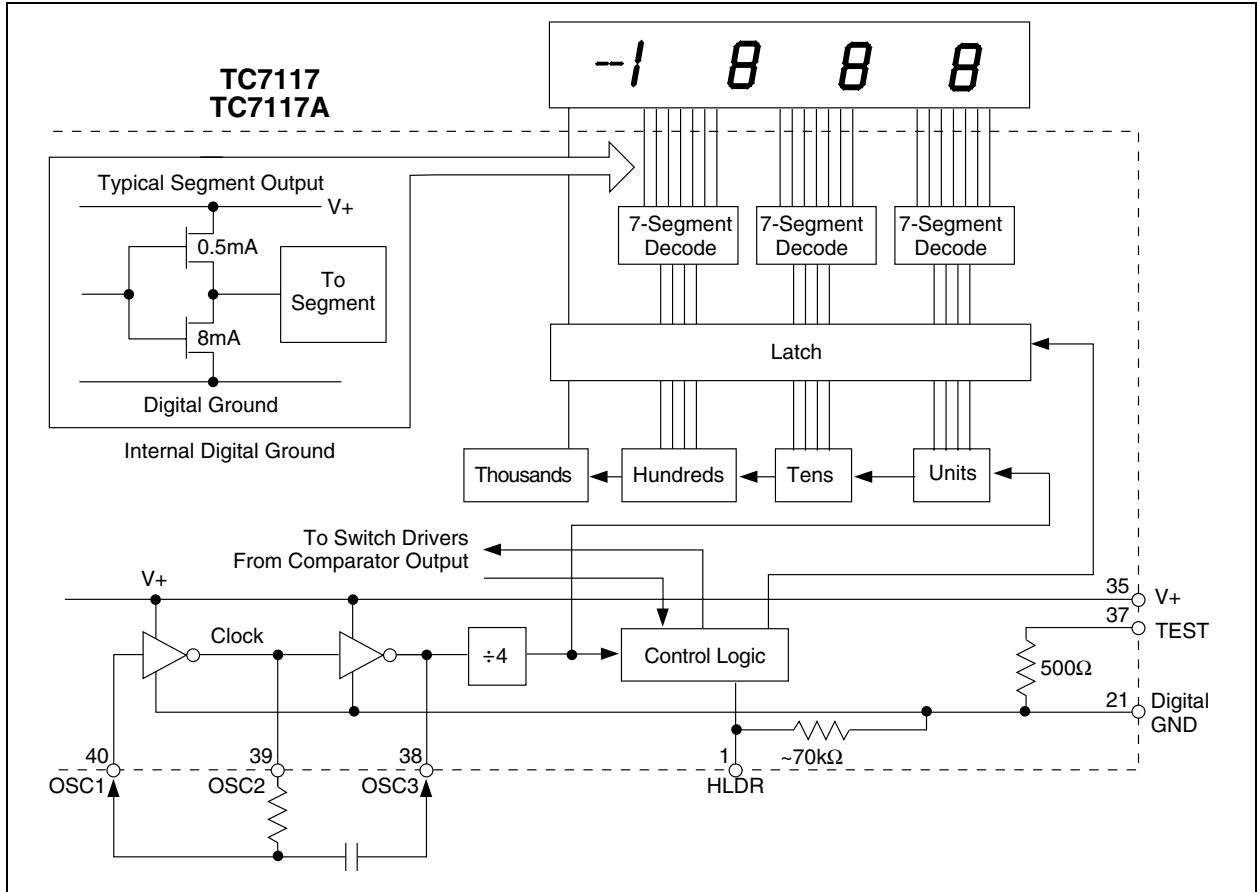 -1 8 8 8
TC7117
TC7117A
Typical Segment Output
V+
0.5mA
To
Segment
8mA
Digital Ground
Internal Digital Ground
7-Segment
Decode
7-Segment
Decode
7-Segment
Decode
Latch
Thousands
Hundreds
Tens
Units
To Switch Drivers
From Comparator Output
V+
Clock
÷4
Control Logic
35
V+
37
TEST
500Ω
21
Digital
GND
~70kΩ
40
OSC1
39
OSC2
38
OSC3
1
HLDR